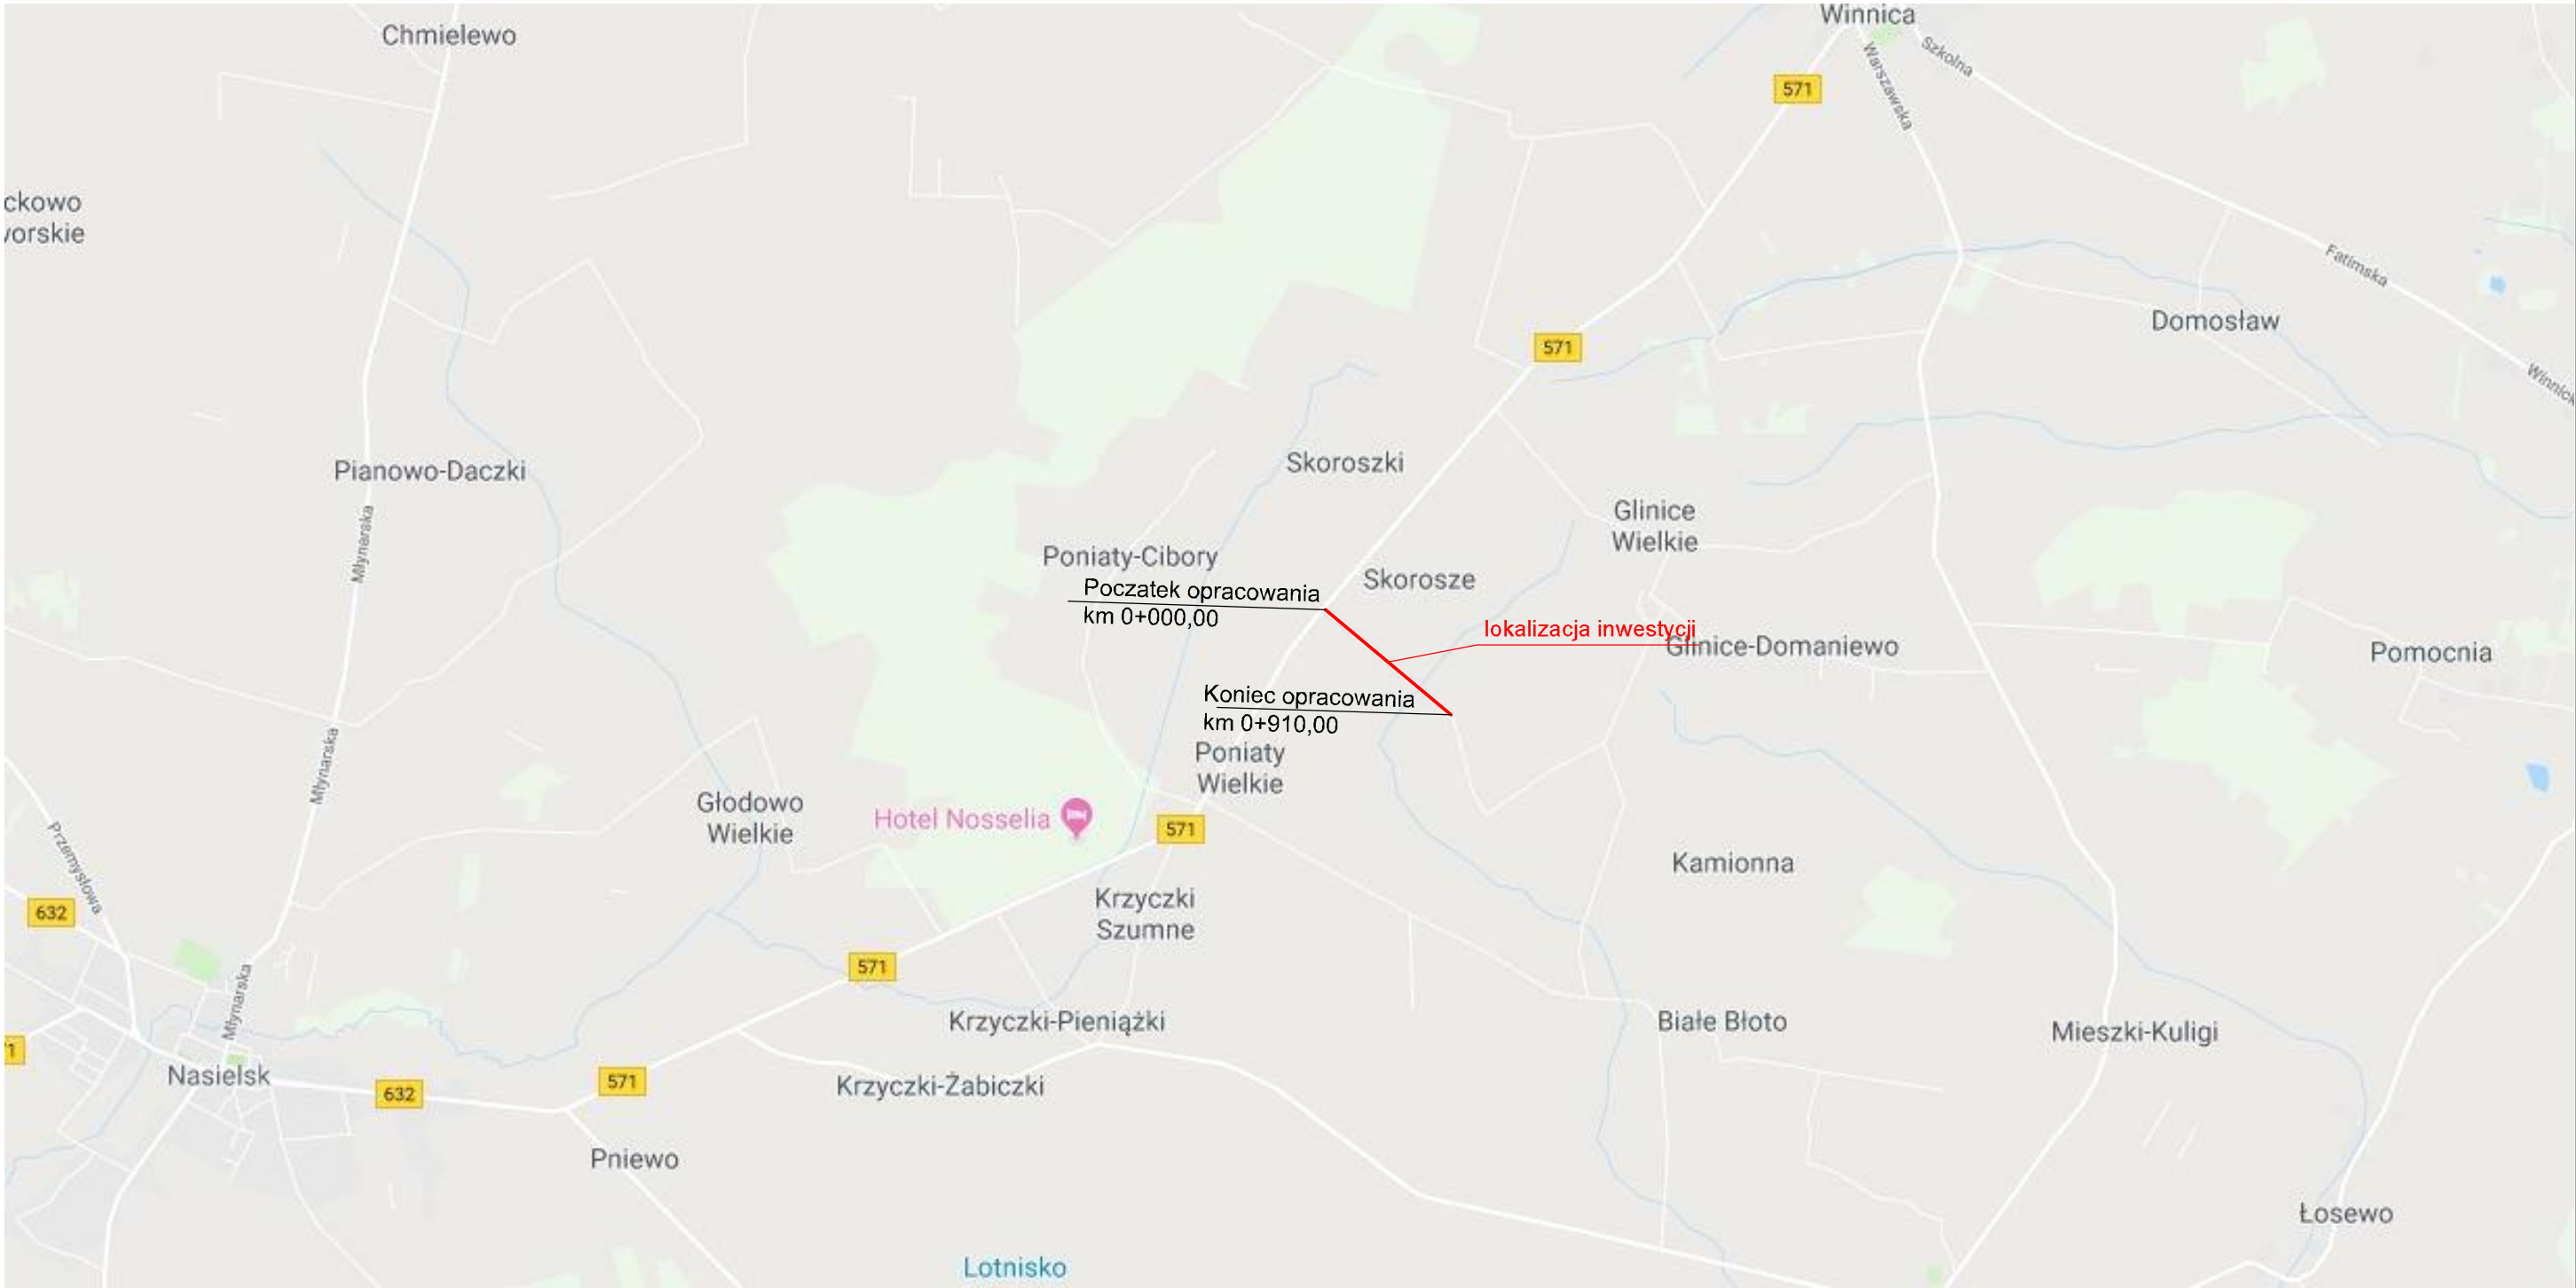 Chmielewo
Winnica
Szkolna
571
Warszawska
ckowo
vorskie
Fatimska
Domosław
571
Winnick
Pianowo-Daczki
Skoroszki
Glinice
Wielkie
Młynarska
Poniaty-Cibory
Skorosze
Poczatek opracowania
km 0+000,00
lokalizacja inwestycji
Glinice-Domaniewo
Pomocnia
Koniec opracowania
km 0+910,00
Młynarska
Poniaty
Wielkie
Głodowo
Wielkie
Hotel Nosselia
571
Przemysłowa
Kamionna
632
Krzyczki
Szumne
571
Młynarska
Krzyczki-Pieniążki
Białe Błoto
Mieszki-Kuligi
1
Nasielsk
571
632
Krzyczki-Żabiczki
Pniewo
Łosewo
Lotnisko